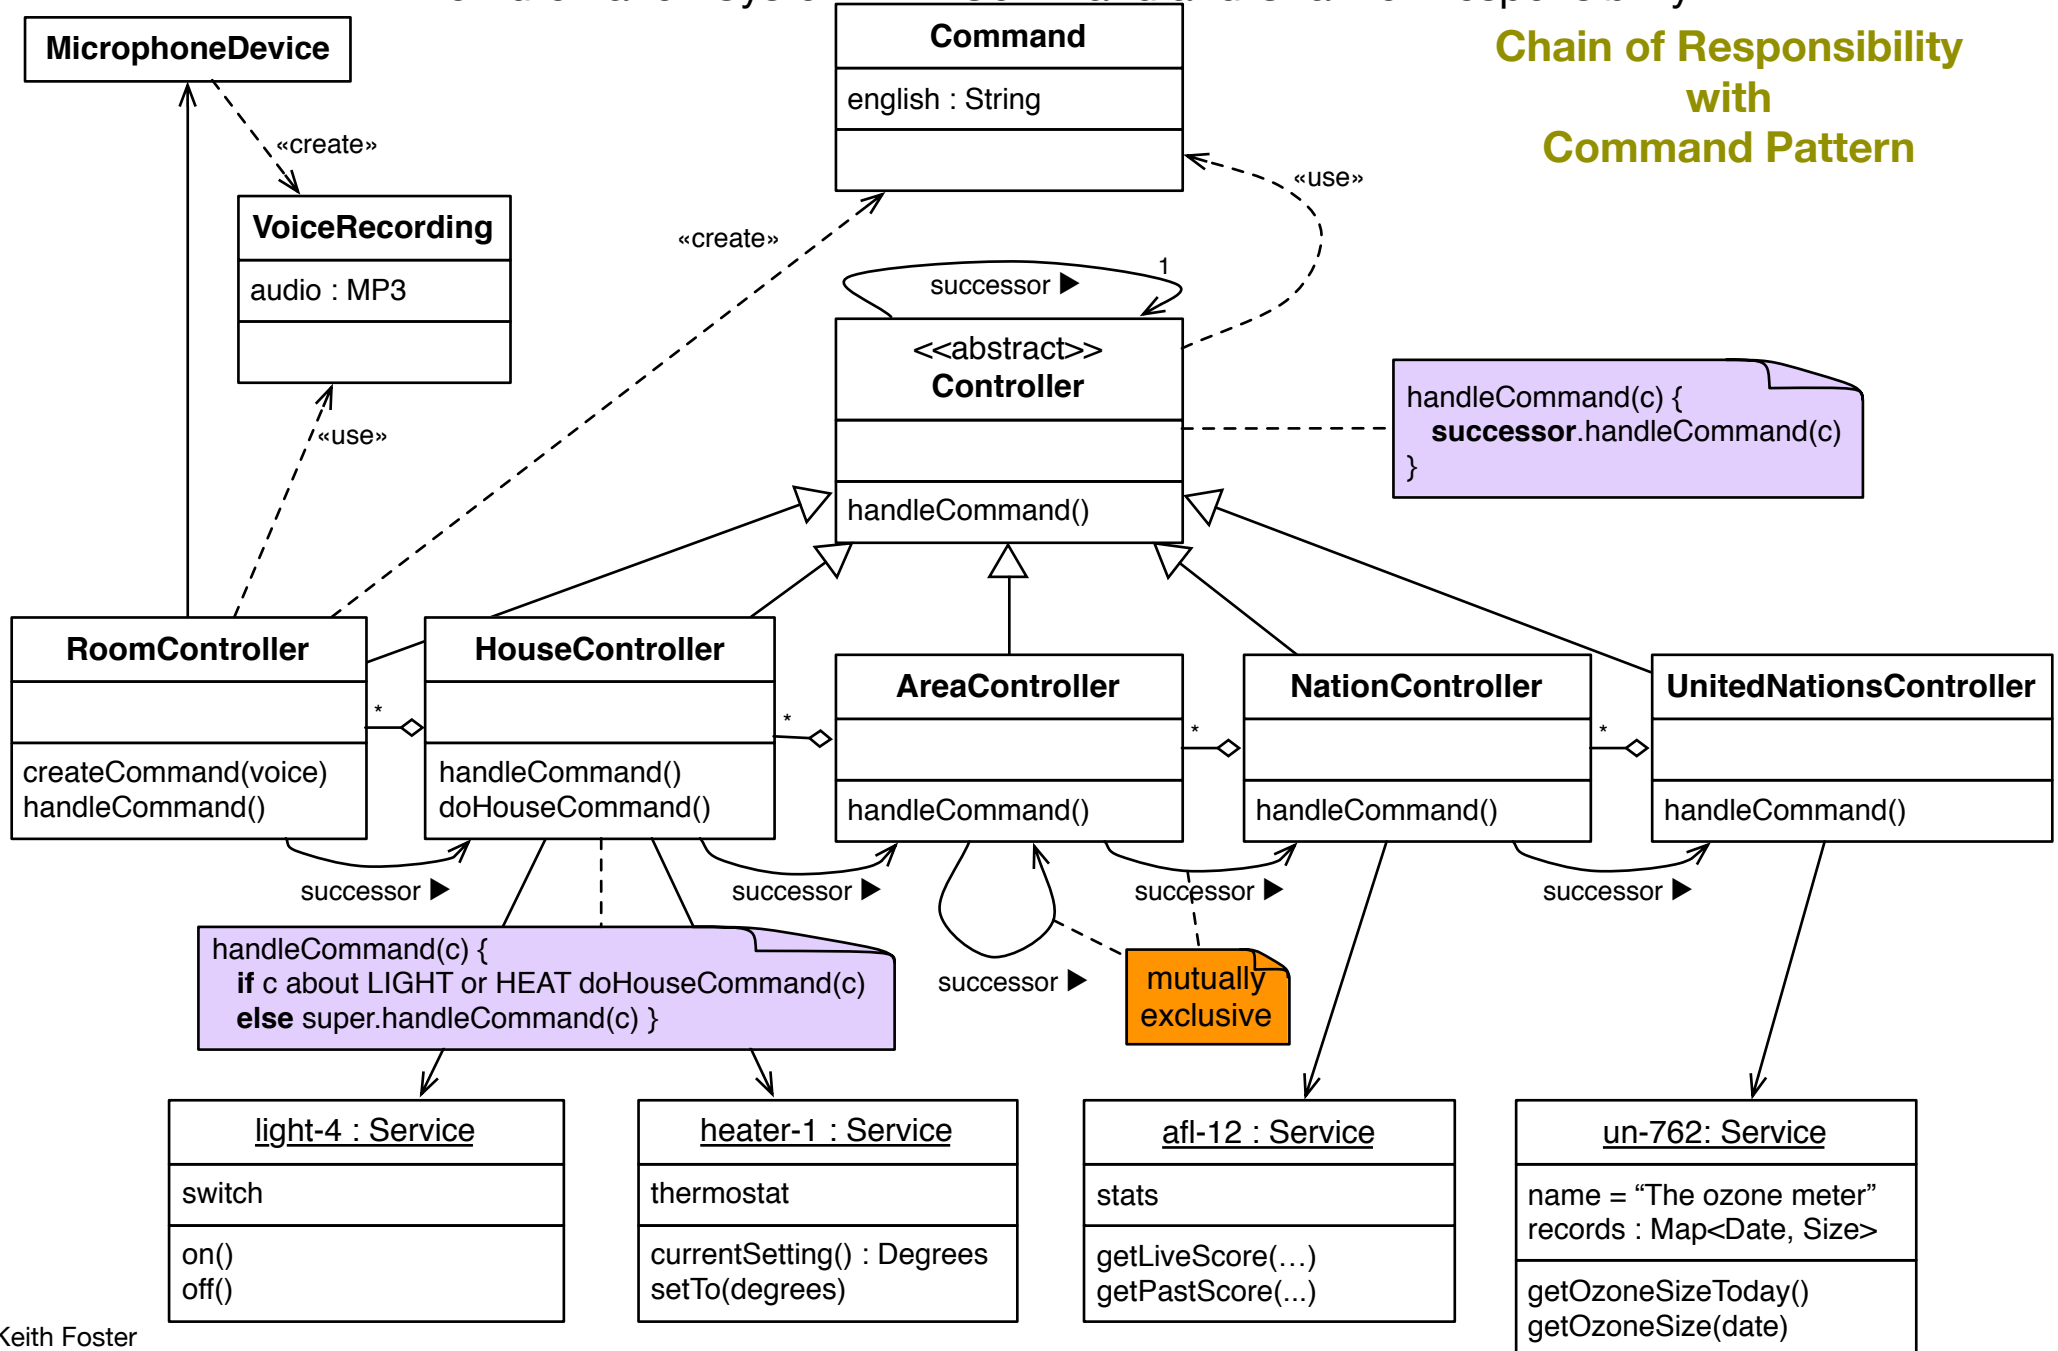 MicrophoneDevice
«create»
VoiceRecording
audio : MP3
«use»
Command
english : String
«create»
«use»
Chain of Responsibility
with
Command Pattern
successor ▶
1
<<abstract>>
Controller
handleCommand()
handleCommand(c) {
successor.handleCommand(c)
}
RoomController
createCommand(voice)
handleCommand()
*
HouseController
handleCommand()
doHouseCommand()
*
AreaController
handleCommand()
*
NationController
handleCommand()
*
UnitedNationsController
handleCommand()
successor ▶
successor ▶
successor ▶
successor ▶
handleCommand(c) {
if c about LIGHT or HEAT doHouseCommand(c)
else super.handleCommand(c) }
successor ▶
mutually
exclusive
light-4 : Service
switch
on()
off()
heater-1 : Service
thermostat
currentSetting() : Degrees
setTo(degrees)
afl-12 : Service
stats
getLiveScore(…)
getPastScore(...)
un-762: Service
name = “The ozone meter”
records : Map<Date, Size>
getOzoneSizeToday()
getOzoneSize(date)
Keith Foster